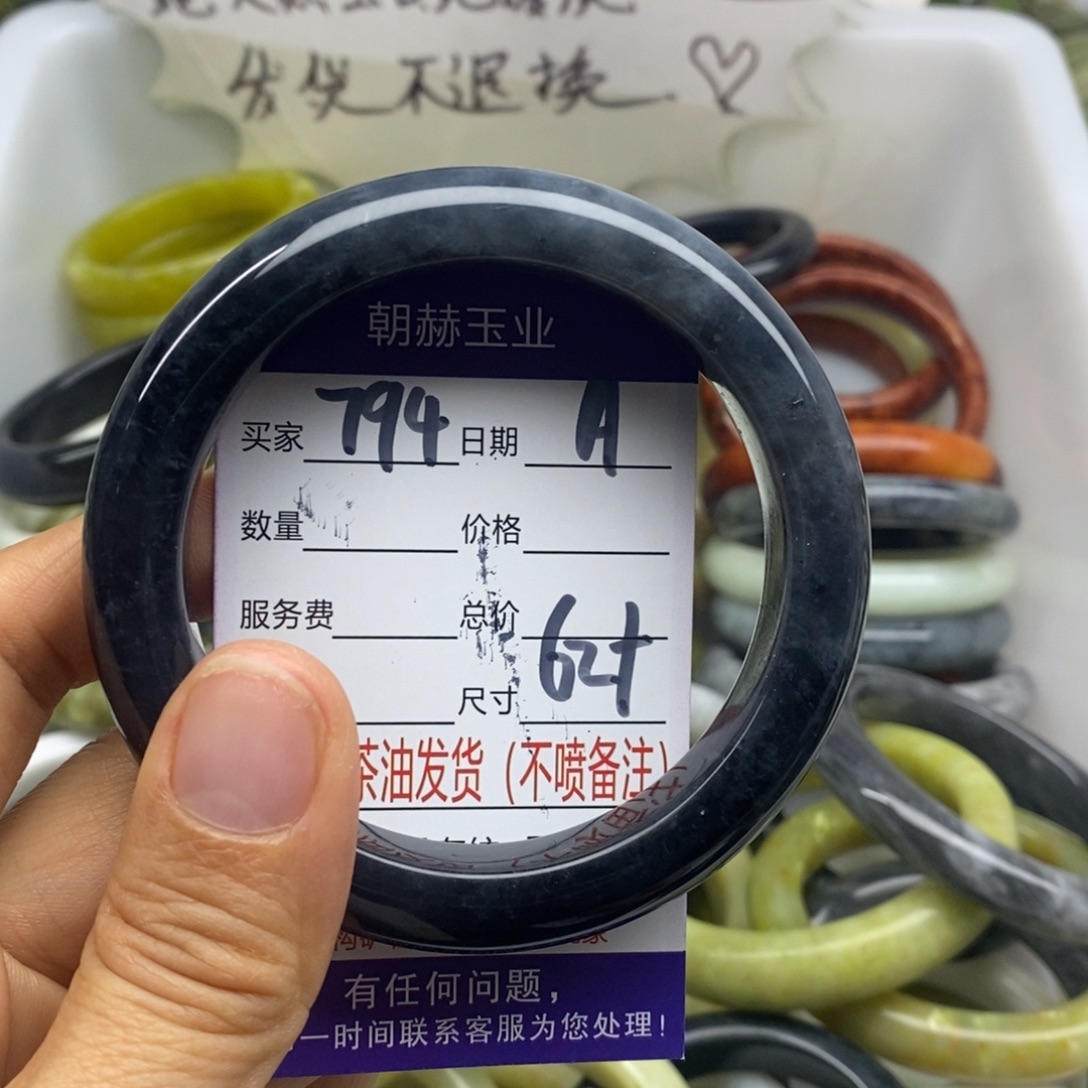 发货不退换 ♡
朝赫玉业
买家 794 日期 A
数量 价格
服务费 总价
尺寸 62+
茶油发货（不喷备注）
有任何问题，
一时间联系客服为您处理！